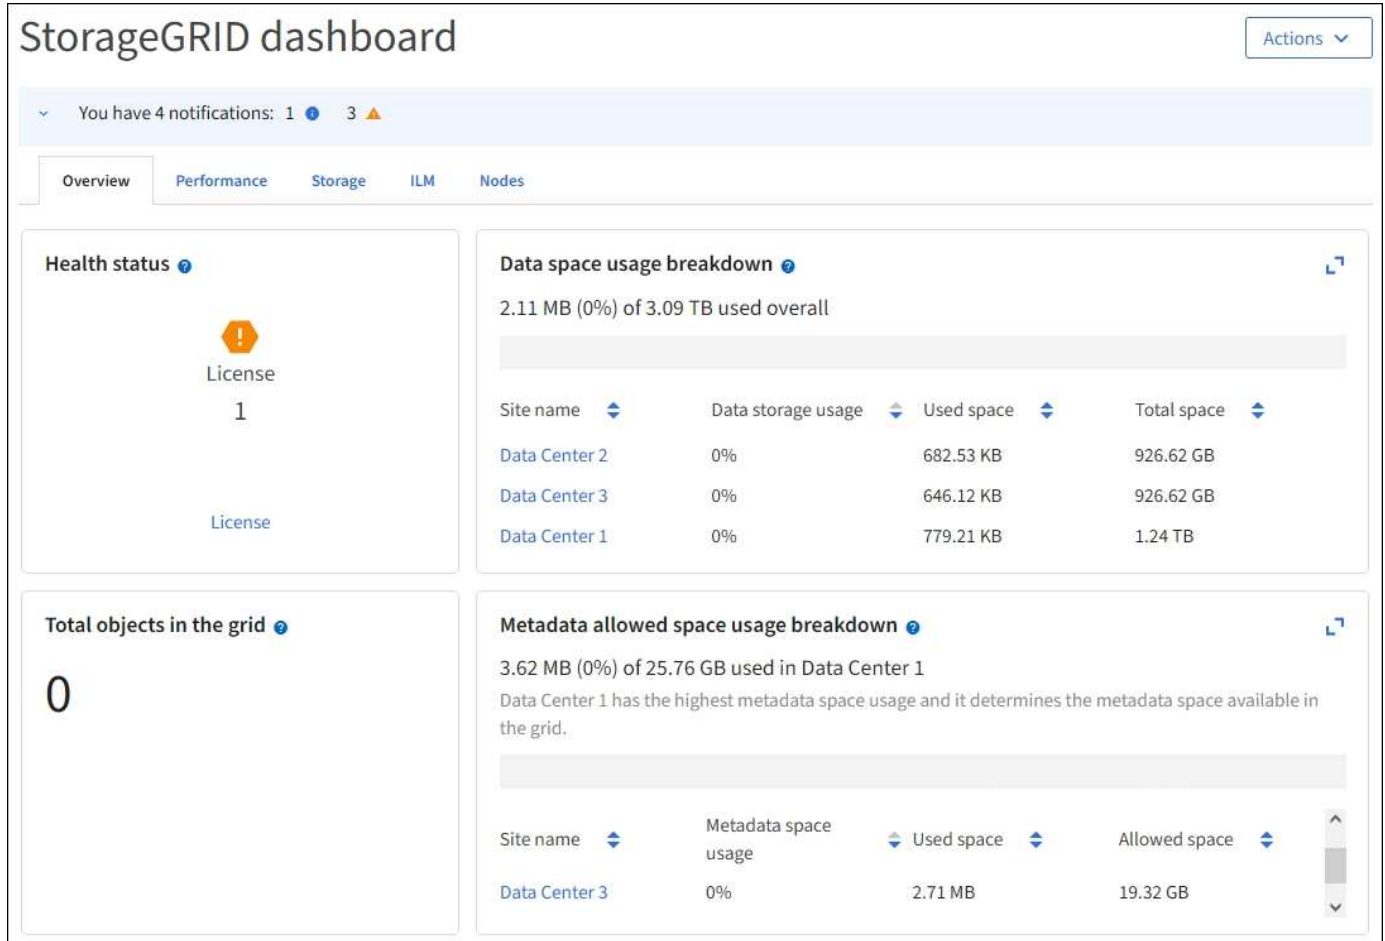 StorageGRID dashboard
Actions
You have 4 notifications: 1 3
Overview Performance Storage ILM Nodes
Health status
License
1
License
Data space usage breakdown
2.11 MB (0%) of 3.09 TB used overall
Site name Data storage usage Used space Total space
Data Center 2 0% 682.53 KB 926.62 GB
Data Center 3 0% 646.12 KB 926.62 GB
Data Center 1 0% 779.21 KB 1.24 TB
Total objects in the grid
0
Metadata allowed space usage breakdown
3.62 MB (0%) of 25.76 GB used in Data Center 1
Data Center 1 has the highest metadata space usage and it determines the metadata space available in
the grid.
Site name Metadata space usage Used space Allowed space
Data Center 3 0% 2.71 MB 19.32 GB